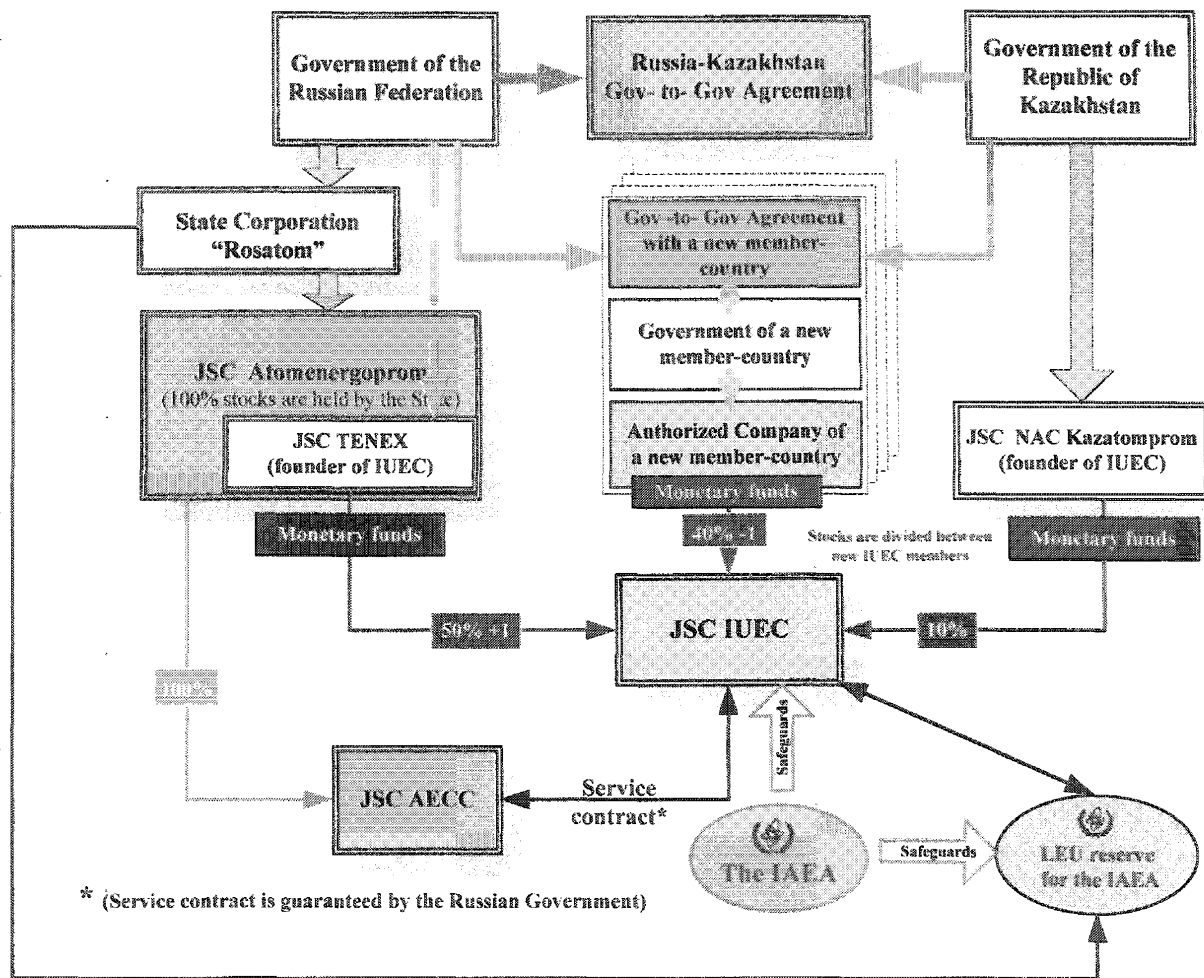 Government of the
Russian Federation
Russia-Kazakhstan
Gov- to- Gov Agreement
Government of the
Republic of
Kazakhstan
State Corporation
“Rosatom”
Gov -to- Gov Agreement
with a new member-
country
Government of a new
member-country
JSC Atomenergoprom
(100% stocks are held by the State)
JSC TENEX
(founder of IUEC)
Authorized Company of
a new member-country
JSC NAC Kazatomprom
(founder of IUEC)
Monetary funds
Monetary funds
Monetary funds
40% -1
Stocks are divided between
new IUEC members
50% +1
JSC IUEC
10%
100%
Safeguards
JSC AECC
Service
contract*
The IAEA
Safeguards
LEU reserve
for the IAEA
* (Service contract is guaranteed by the Russian Government)